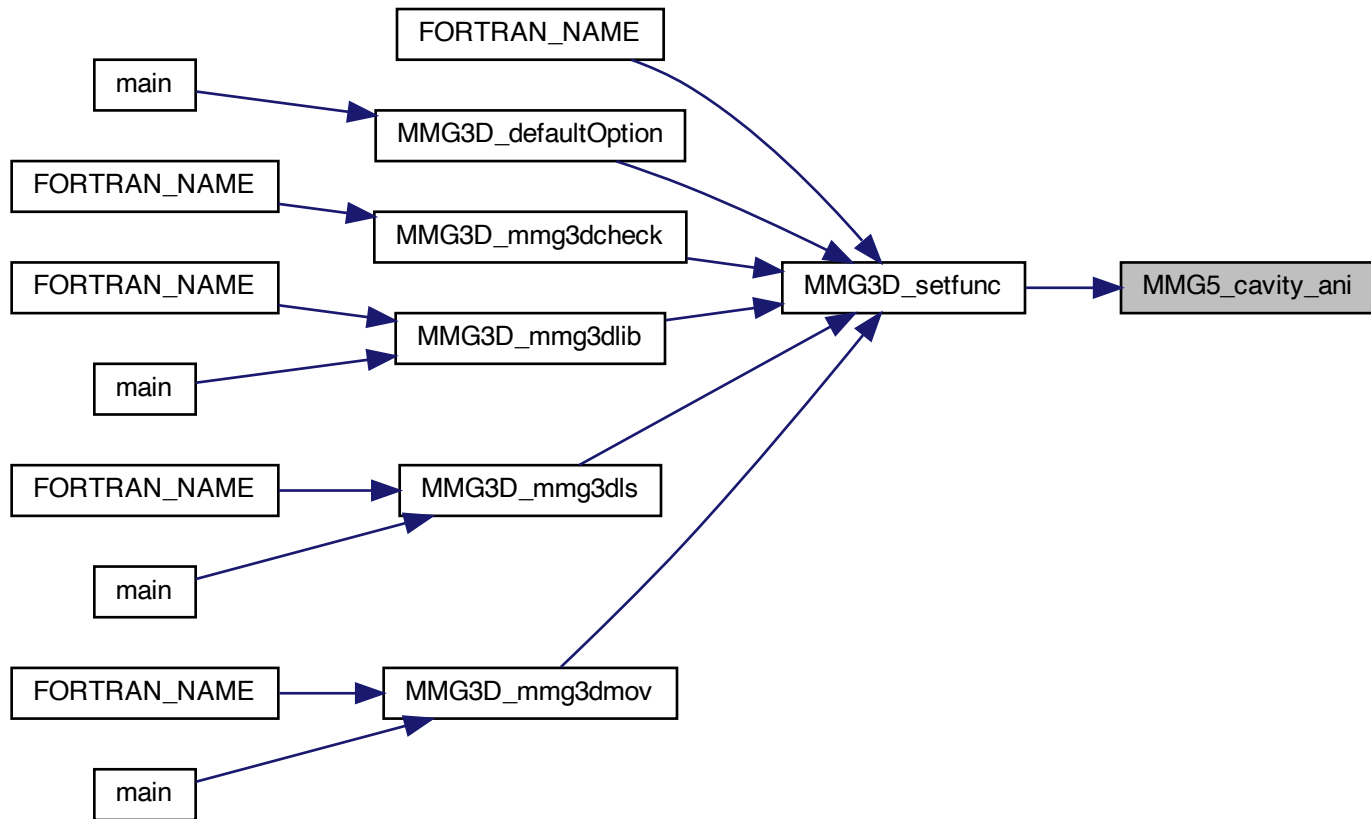 FORTRAN_NAME
main
MMG3D_defaultOption
FORTRAN_NAME
MMG3D_mmg3dcheck
FORTRAN_NAME
MMG3D_setfunc
MMG5_cavity_ani
MMG3D_mmg3dlib
main
FORTRAN_NAME
MMG3D_mmg3dls
main
FORTRAN_NAME
MMG3D_mmg3dmov
main